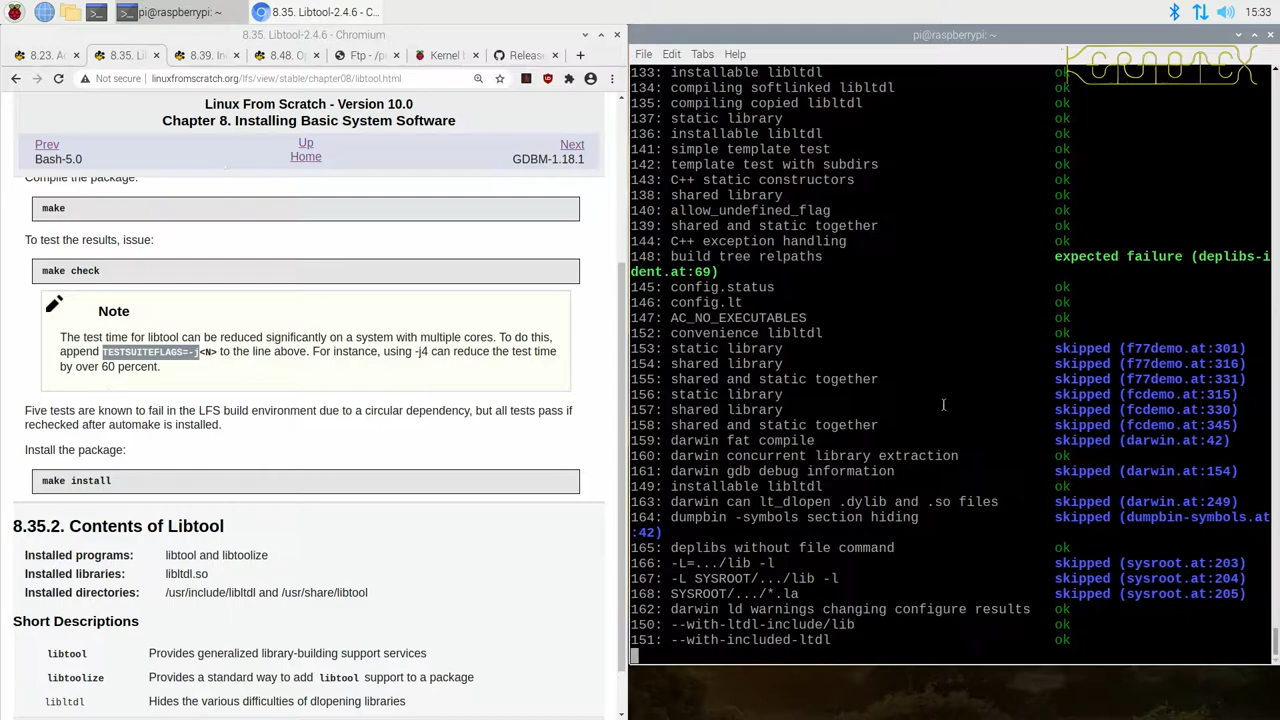 pi@raspberrypi: ~
8.35. Libtool-2.4.6 - C...
15:33
8.35. Libtool-2.4.6 - Chromium
8.23. Ac
8.35. Lib
8.39. In
8.48. Op
Ftp - /p
Kernel
Release
Not secure | linuxfromscratch.org/lfs/view/stable/chapter08/libtool.html
Linux From Scratch - Version 10.0
Chapter 8. Installing Basic System Software
Prev
Up
Next
Bash-5.0
Home
GDBM-1.18.1
Compile the package:
make
To test the results, issue:
make check
Note
The test time for libtool can be reduced significantly on a system with multiple cores. To do this,
append TESTSUITEFLAGS=-j<N> to the line above. For instance, using -j4 can reduce the test time
by over 60 percent.
Five tests are known to fail in the LFS build environment due to a circular dependency, but all tests pass if
rechecked after automake is installed.
Install the package:
make install
8.35.2. Contents of Libtool
Installed programs: libtool and libtoolize
Installed libraries: libltdl.so
Installed directories: /usr/include/libltdl and /usr/share/libtool
Short Descriptions
libtool Provides generalized library-building support services
libtoolize Provides a standard way to add libtool support to a package
libltdl Hides the various difficulties of dlopening libraries
pi@raspberrypi: ~
File Edit Tabs Help
133: installable libltdl ok
134: compiling softlinked libltdl ok
135: compiling copied libltdl ok
137: static library ok
136: installable libltdl ok
141: simple template test ok
142: template test with subdirs ok
143: C++ static constructors ok
138: shared library ok
140: allow_undefined_flag ok
139: shared and static together ok
144: C++ exception handling ok
148: build tree relpaths expected failure (deplibs-i
dent.at:69)
145: config.status ok
146: config.lt ok
147: AC_NO_EXECUTABLES ok
152: convenience libltdl ok
153: static library skipped (f77demo.at:301)
154: shared library skipped (f77demo.at:316)
155: shared and static together skipped (f77demo.at:331)
156: static library skipped (fcdemo.at:315)
157: shared library skipped (fcdemo.at:330)
158: shared and static together skipped (fcdemo.at:345)
159: darwin fat compile skipped (darwin.at:42)
160: darwin concurrent library extraction ok
161: darwin gdb debug information skipped (darwin.at:154)
149: installable libltdl ok
163: darwin can lt_dlopen .dylib and .so files skipped (darwin.at:249)
164: dumpbin -symbols section hiding skipped (dumpbin-symbols.at
:42)
165: deplibs without file command ok
166: -L=.../lib -l skipped (sysroot.at:203)
167: -L SYSROOT/.../lib -l skipped (sysroot.at:204)
168: SYSROOT/.../*.la skipped (sysroot.at:205)
162: darwin ld warnings changing configure results ok
150: --with-ltdl-include/lib ok
151: --with-included-ltdl ok